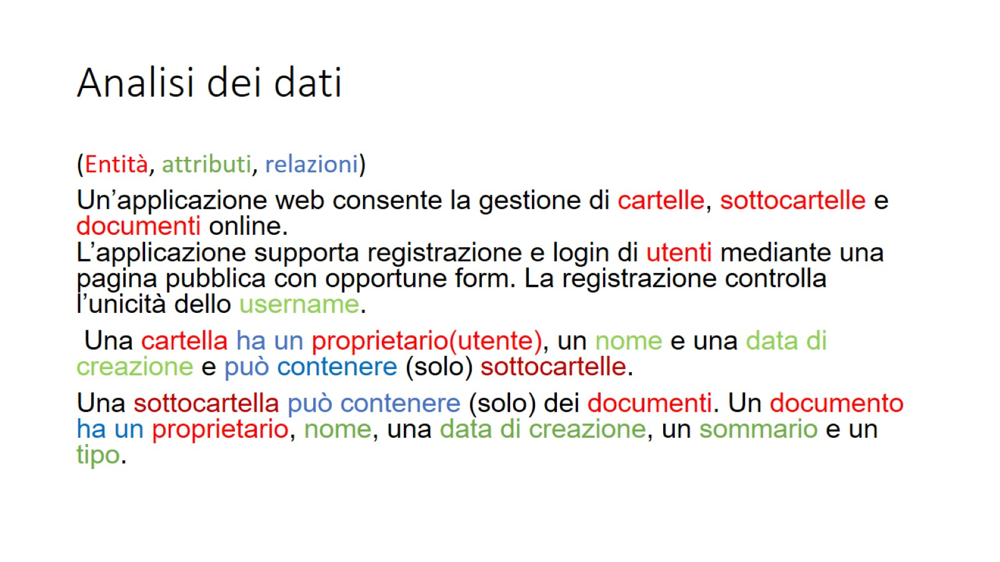 Analisi dei dati
(Entità, attributi, relazioni)
Un’applicazione web consente la gestione di cartelle, sottocartelle e
documenti online.
L’applicazione supporta registrazione e login di utenti mediante una
pagina pubblica con opportune form. La registrazione controlla
l’unicità dello username.
Una cartella ha un proprietario(utente), un nome e una data di
creazione e può contenere (solo) sottocartelle.
Una sottocartella può contenere (solo) dei documenti. Un documento
ha un proprietario, nome, una data di creazione, un sommario e un
tipo.